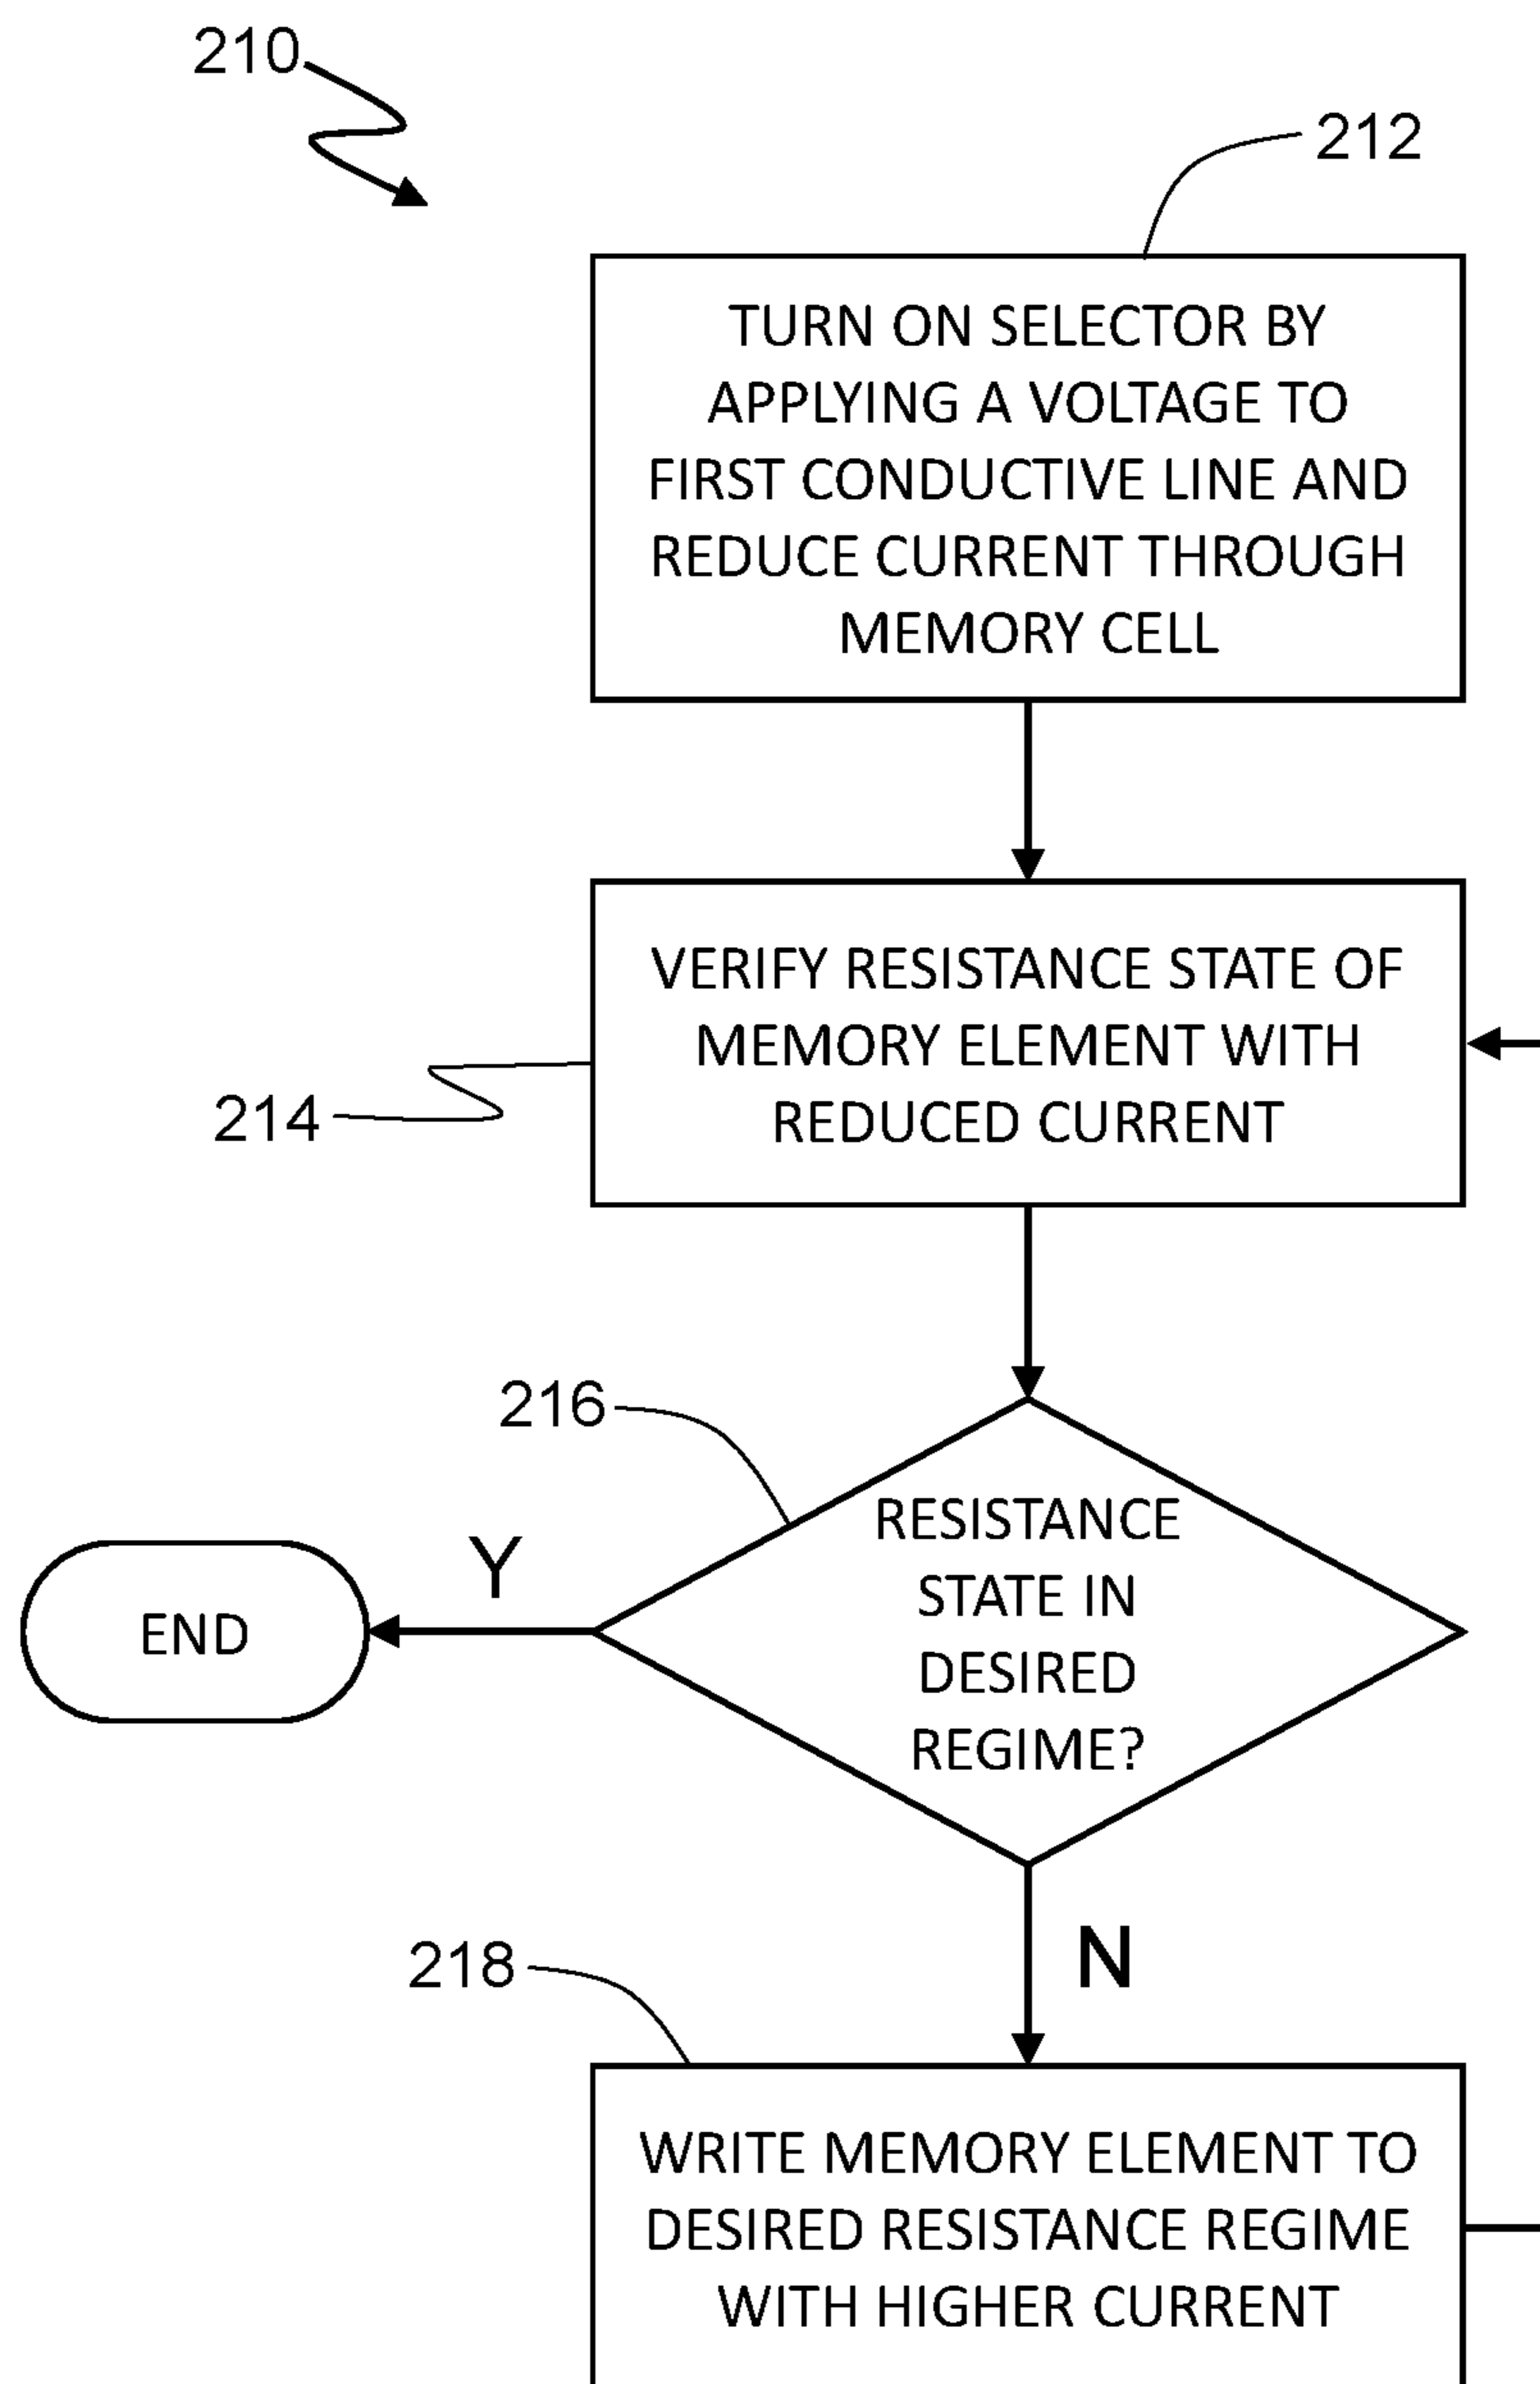 210
212
TURN ON SELECTOR BY
APPLYING A VOLTAGE TO
FIRST CONDUCTIVE LINE AND
REDUCE CURRENT THROUGH
MEMORY CELL
VERIFY RESISTANCE STATE OF
MEMORY ELEMENT WITH
REDUCED CURRENT
214
216
RESISTANCE
STATE IN
DESIRED
REGIME?
Y
END
N
218
WRITE MEMORY ELEMENT TO
DESIRED RESISTANCE REGIME
WITH HIGHER CURRENT